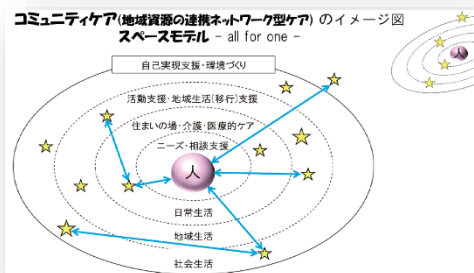 コミュニティケア(地域資源の連携ネットワーク型ケア) のイメージ図
スペースモデル - all for one -
自己実現支援・環境づくり
活動支援・地域生活(移行)支援
住まいの場・介護・医療的ケア
ニーズ・相談支援
人
人
日常生活
地域生活
社会生活